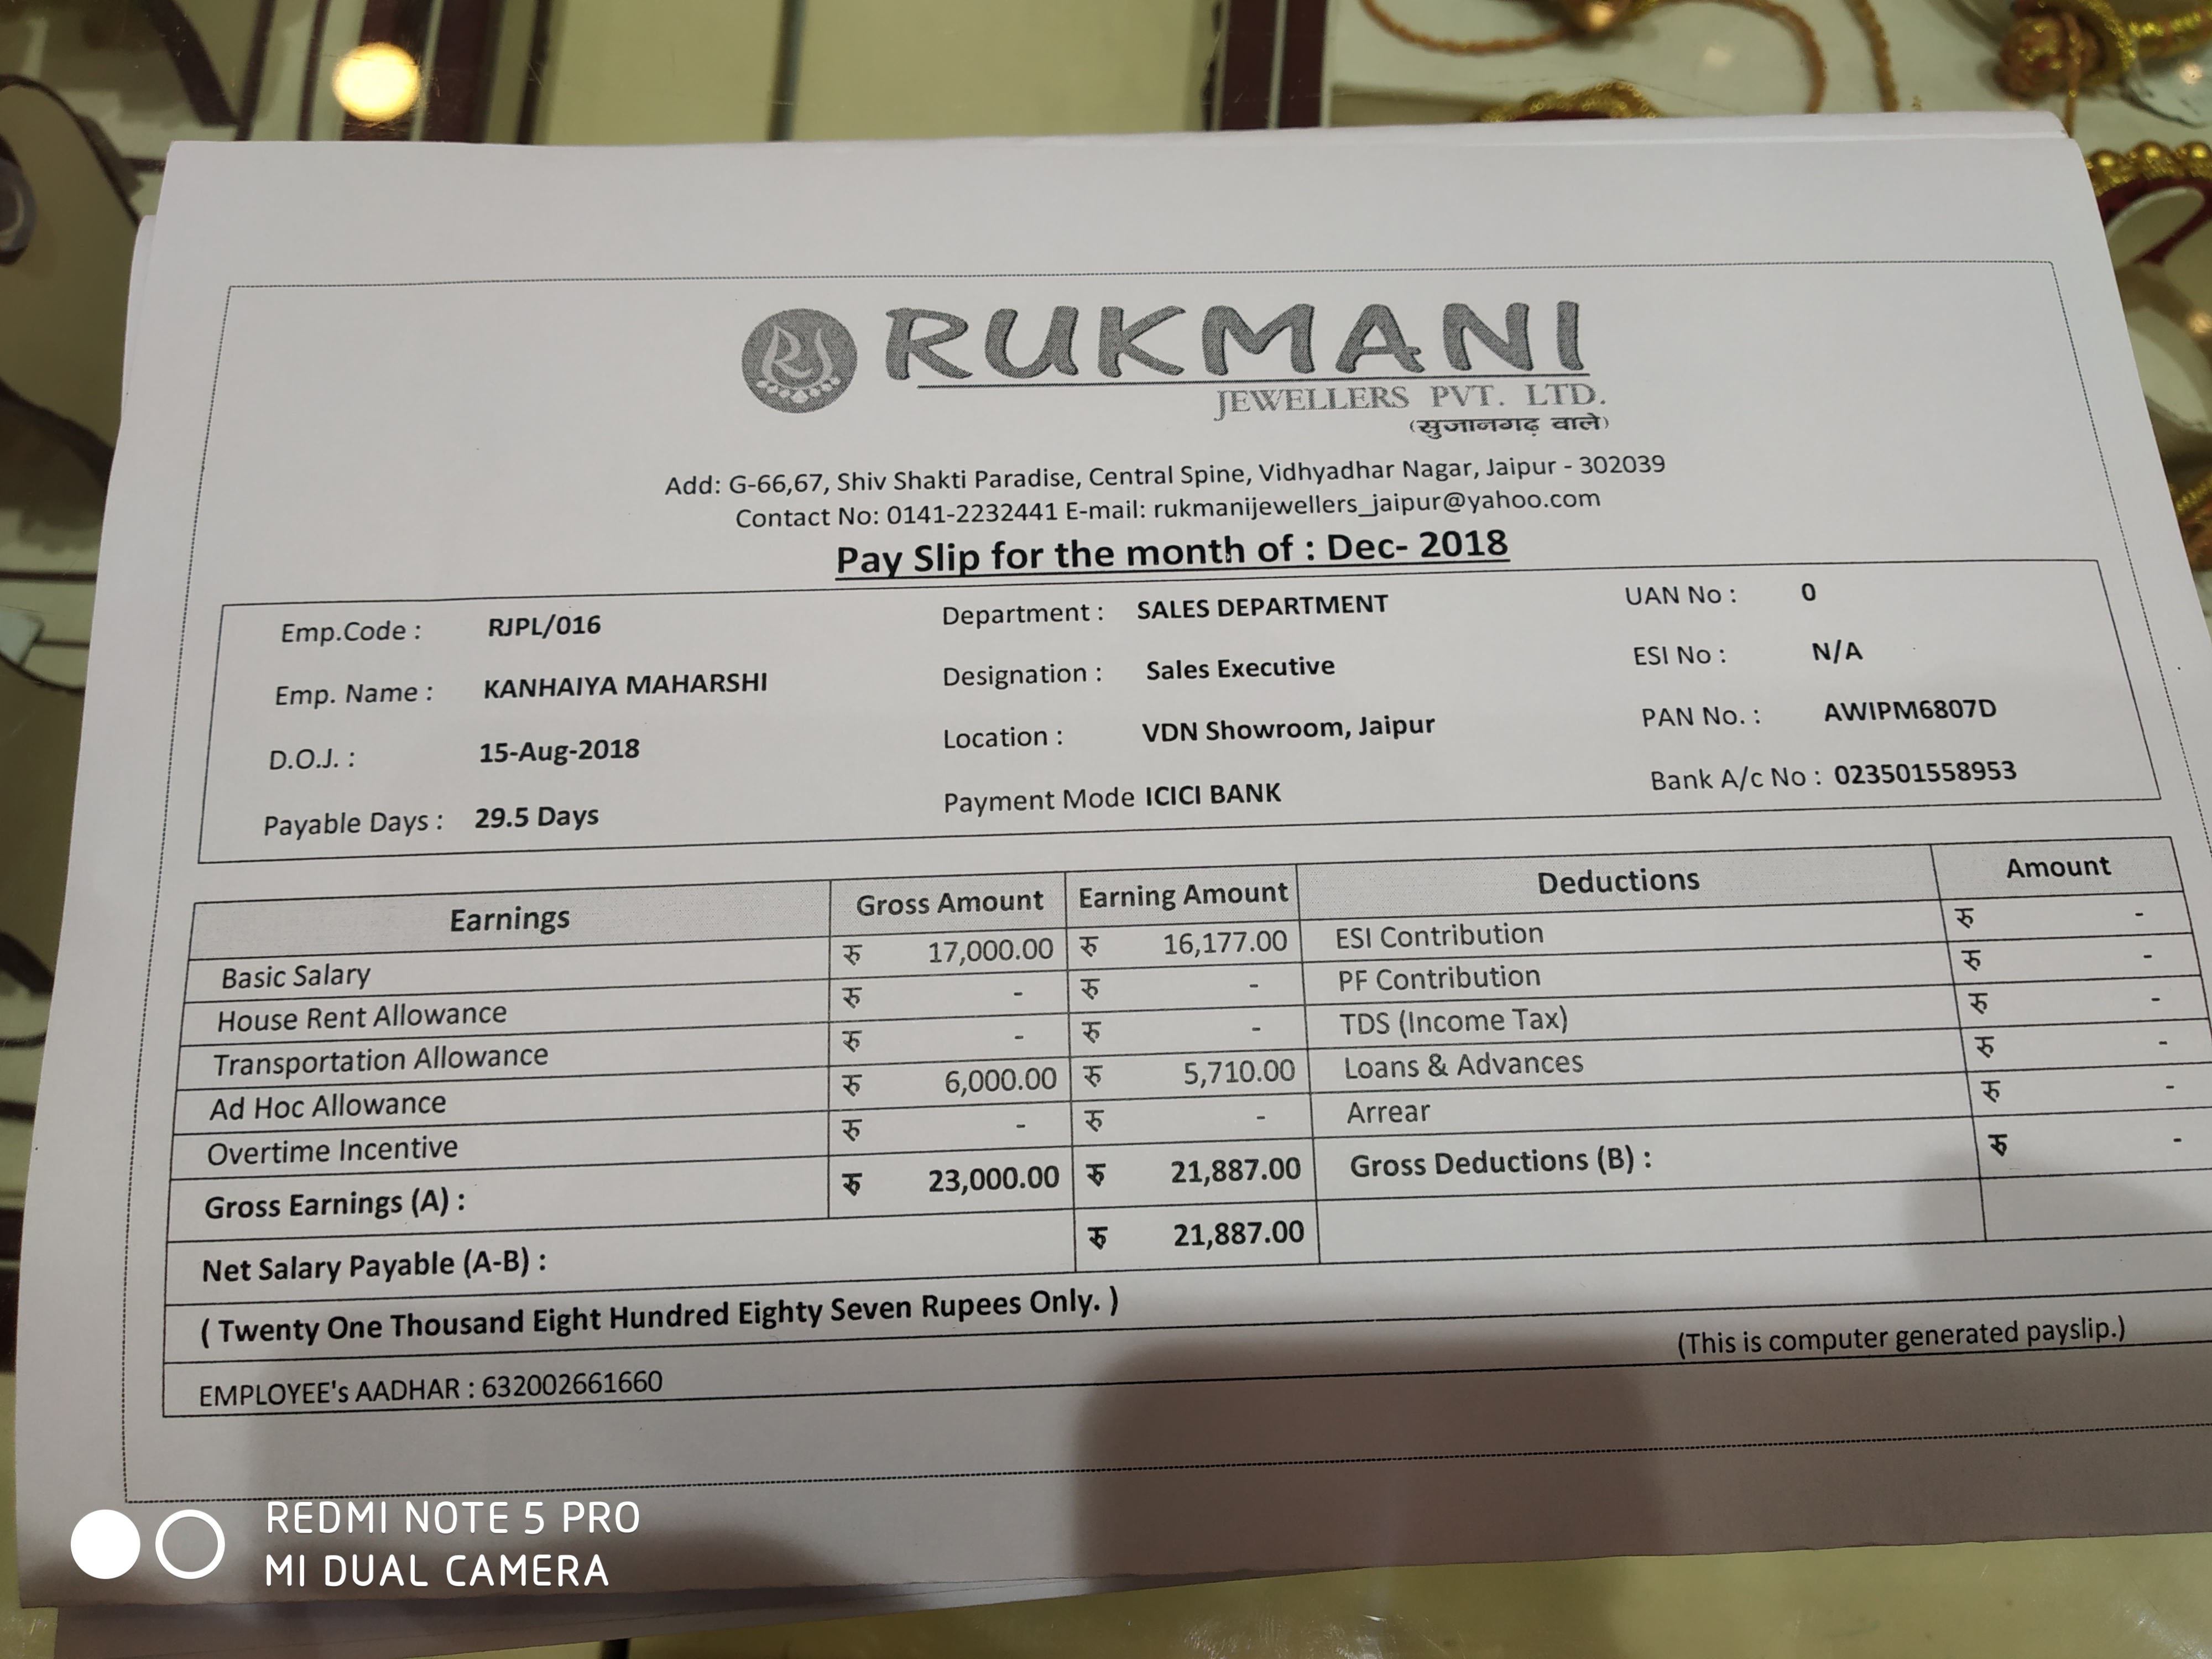 RUKMANI
JEWELLERS PVT. LTD.
(सुजानगढ़ वाले)
Add: G-66,67, Shiv Shakti Paradise, Central Spine, Vidhyadhar Nagar, Jaipur - 302039
Contact No: 0141-2232441 E-mail: rukmanijewellers_jaipur@yahoo.com
Pay Slip for the month of : Dec- 2018
Emp.Code : RJPL/016 Department : SALES DEPARTMENT UAN No : 0
Emp. Name : KANHAIYA MAHARSHI Designation : Sales Executive ESI No : N/A
D.O.J. : 15-Aug-2018 Location : VDN Showroom, Jaipur PAN No. : AWIPM6807D
Payable Days : 29.5 Days Payment Mode ICICI BANK Bank A/c No : 023501558953
Earnings Gross Amount Earning Amount Deductions Amount
Basic Salary रु 17,000.00 रु 16,177.00 ESI Contribution रु -
House Rent Allowance रु - रु - PF Contribution रु -
Transportation Allowance रु - रु - TDS (Income Tax) रु -
Ad Hoc Allowance रु 6,000.00 रु 5,710.00 Loans & Advances रु -
Overtime Incentive रु - रु - Arrear रु -
Gross Earnings (A) : रु 23,000.00 रु 21,887.00 Gross Deductions (B) : रु -
Net Salary Payable (A-B) : रु 21,887.00
( Twenty One Thousand Eight Hundred Eighty Seven Rupees Only. )
(This is computer generated payslip.)
EMPLOYEE's AADHAR : 632002661660
REDMI NOTE 5 PRO
MI DUAL CAMERA